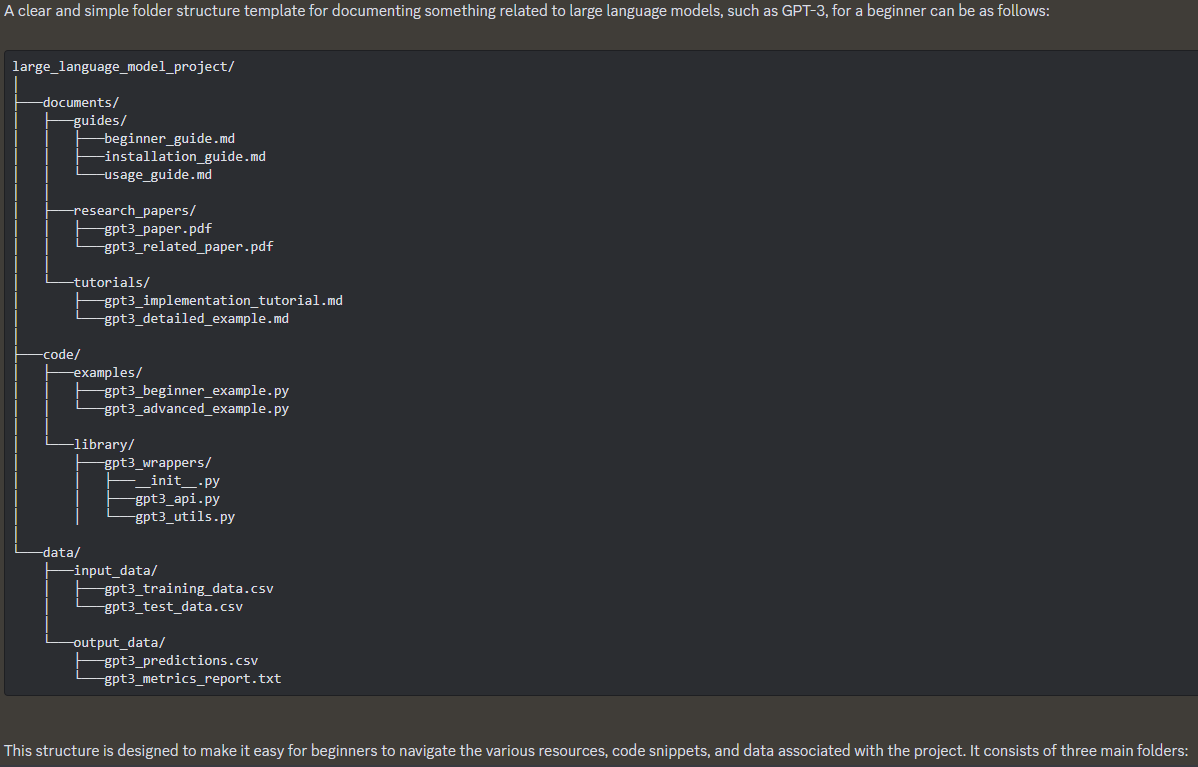 A clear and simple folder structure template for documenting something related to large language models, such as GPT-3, for a beginner can be as follows:
large_language_model_project/
│
├──documents/
│   ├──guides/
│   │   ├──beginner_guide.md
│   │   ├──installation_guide.md
│   │   └──usage_guide.md
│   │
│   ├──research_papers/
│   │   ├──gpt3_paper.pdf
│   │   └──gpt3_related_paper.pdf
│   │
│   └──tutorials/
│       ├──gpt3_implementation_tutorial.md
│       └──gpt3_detailed_example.md
│
├──code/
│   ├──examples/
│   │   ├──gpt3_beginner_example.py
│   │   └──gpt3_advanced_example.py
│   │
│   └──library/
│       ├──gpt3_wrappers/
│       │   ├──__init__.py
│       │   ├──gpt3_api.py
│       │   └──gpt3_utils.py
│
└──data/
    ├──input_data/
    │   ├──gpt3_training_data.csv
    │   └──gpt3_test_data.csv
    │
    └──output_data/
        ├──gpt3_predictions.csv
        └──gpt3_metrics_report.txt
This structure is designed to make it easy for beginners to navigate the various resources, code snippets, and data associated with the project. It consists of three main folders: